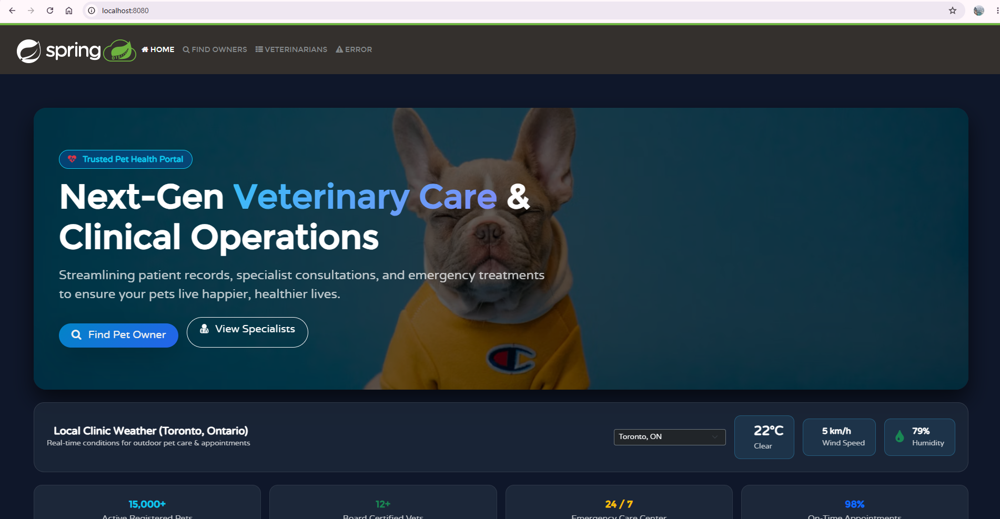 localhost:8080
spring
HOME
FIND OWNERS
VETERINARIANS
ERROR
Trusted Pet Health Portal
Next-Gen Veterinary Care &
Clinical Operations
Streamlining patient records, specialist consultations, and emergency treatments
to ensure your pets live happier, healthier lives.
Find Pet Owner
View Specialists
Local Clinic Weather (Toronto, Ontario)
Real-time conditions for outdoor pet care & appointments
Toronto, ON
22°C
Clear
5 km/h
Wind Speed
79%
Humidity
15,000+
Active Registered Pets
12+
Board Certified Vets
24 / 7
Emergency Care Center
98%
On-Time Appointments